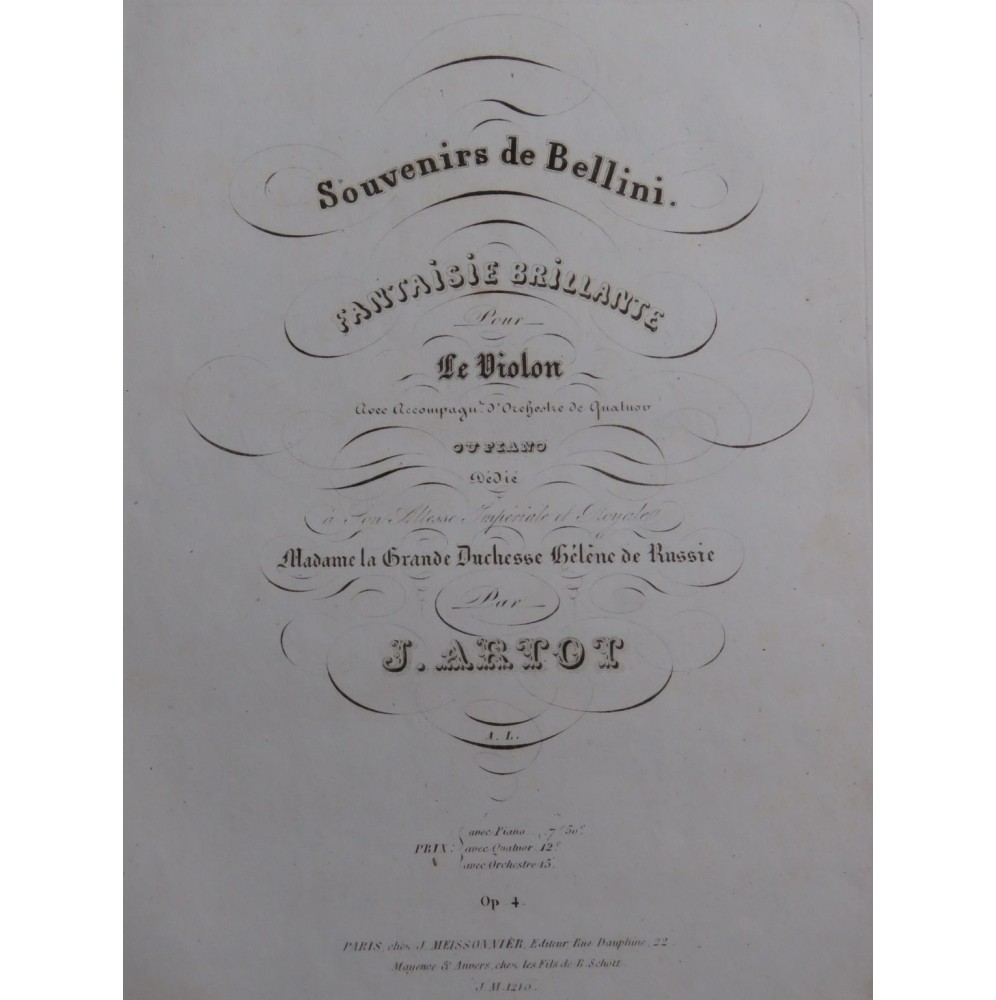 Souvenirs de Bellini.
FANTAISIE BRILLANTE
Pour
Le Violon
Avec Accompagnt. d'Orchestre de Quatuor
OU PIANO
Dédié
à Son Altesse Impériale et Royale
Madame la Grande Duchesse Hélène de Russie
Par
J. ARTOT
A. L.
avec Piano 7f 50c
PRIX: avec Quatuor 12f
avec Orchestre 15
Op 4.
PARIS, chez J. MEISSONNIER, Editeur, Rue Dauphine, 22
Mayence & Anvers, chez les Fils de B. Schott.
J. M. 1210.